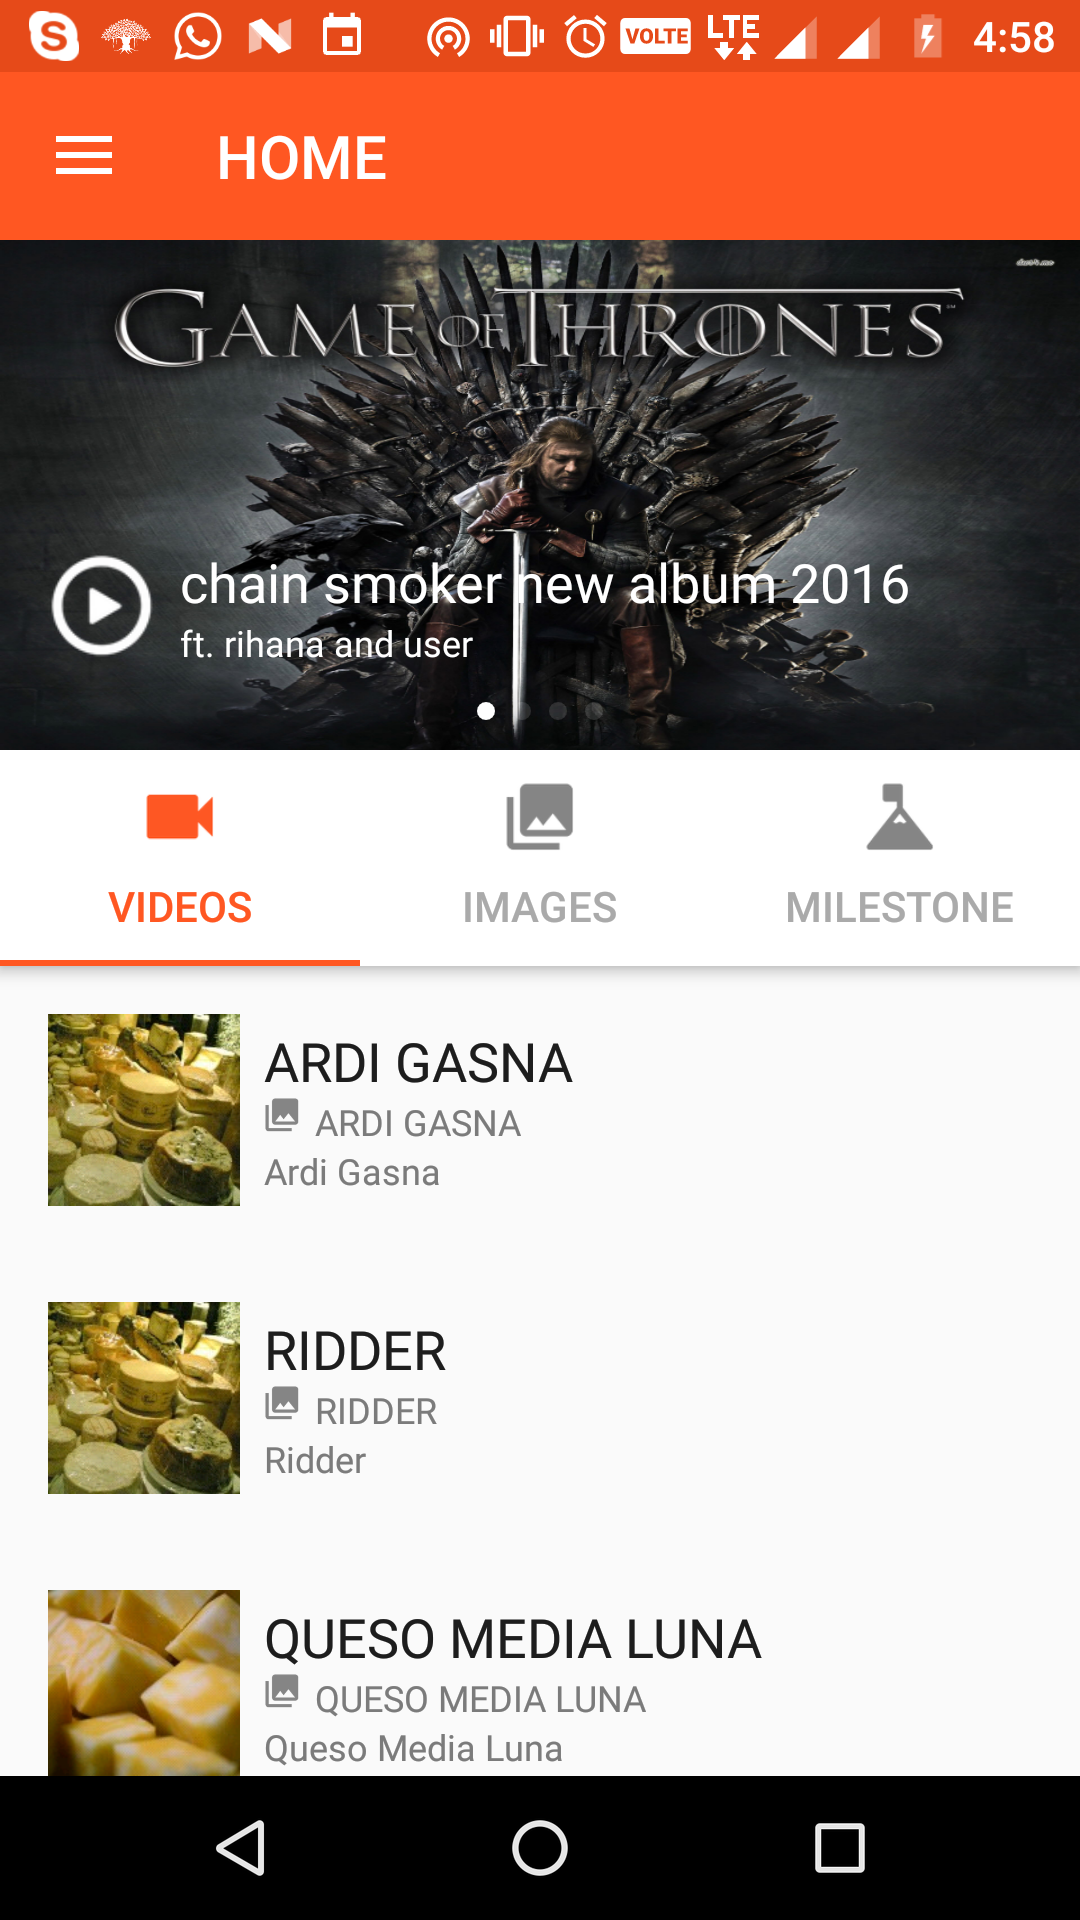 VOLTE LTE 4:58
HOME
GAME OF THRONES
chain smoker new album 2016
ft. rihana and user
VIDEOS IMAGES MILESTONE
ARDI GASNA
ARDI GASNA
Ardi Gasna
RIDDER
RIDDER
Ridder
QUESO MEDIA LUNA
QUESO MEDIA LUNA
Queso Media Luna